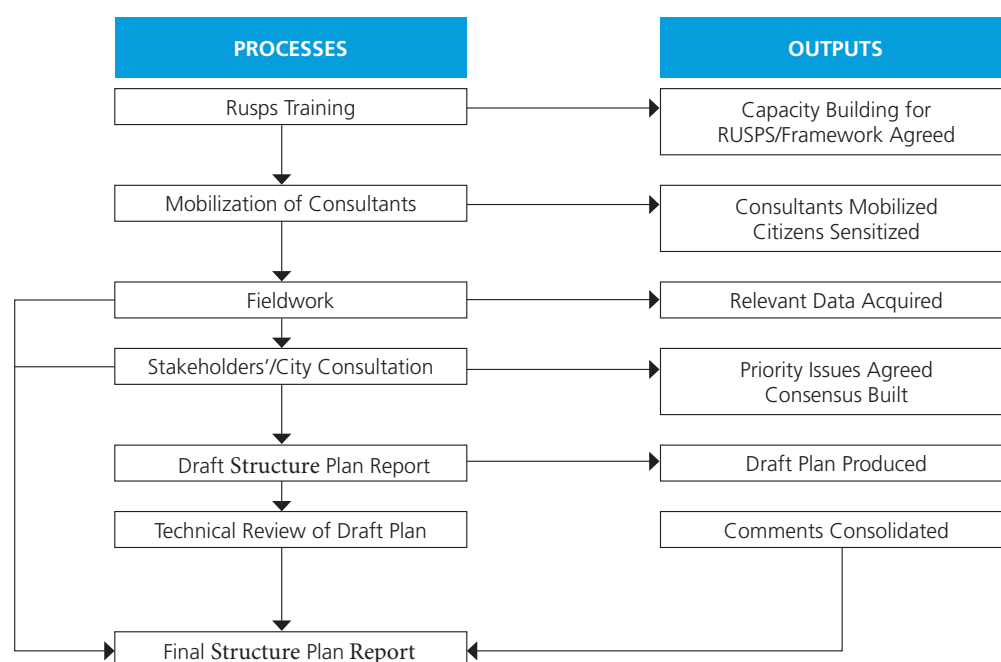 PROCESSES
OUTPUTS
Rusps Training
Capacity Building for
RUSPS/Framework Agreed
Mobilization of Consultants
Consultants Mobilized
Citizens Sensitized
Fieldwork
Relevant Data Acquired
Stakeholders'/City Consultation
Priority Issues Agreed
Consensus Built
Draft Structure Plan Report
Draft Plan Produced
Technical Review of Draft Plan
Comments Consolidated
Final Structure Plan Report